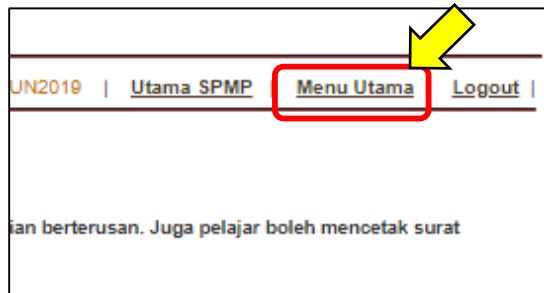 UN2019 | Utama SPMP | Menu Utama Logout |
ian berterusan. Juga pelajar boleh mencetak surat